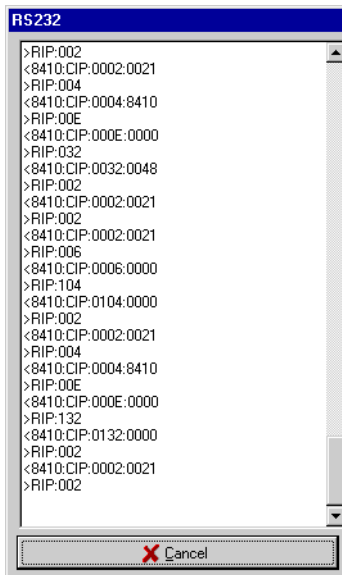 RS232
>RIP:002
<8410:CIP:0002:0021
>RIP:004
<8410:CIP:0004:8410
>RIP:00E
<8410:CIP:000E:0000
>RIP:032
<8410:CIP:0032:0048
>RIP:002
<8410:CIP:0002:0021
>RIP:002
<8410:CIP:0002:0021
>RIP:006
<8410:CIP:0006:0000
>RIP:104
<8410:CIP:0104:0000
>RIP:002
<8410:CIP:0002:0021
>RIP:004
<8410:CIP:0004:8410
>RIP:00E
<8410:CIP:000E:0000
>RIP:132
<8410:CIP:0132:0000
>RIP:002
<8410:CIP:0002:0021
>RIP:002
Cancel